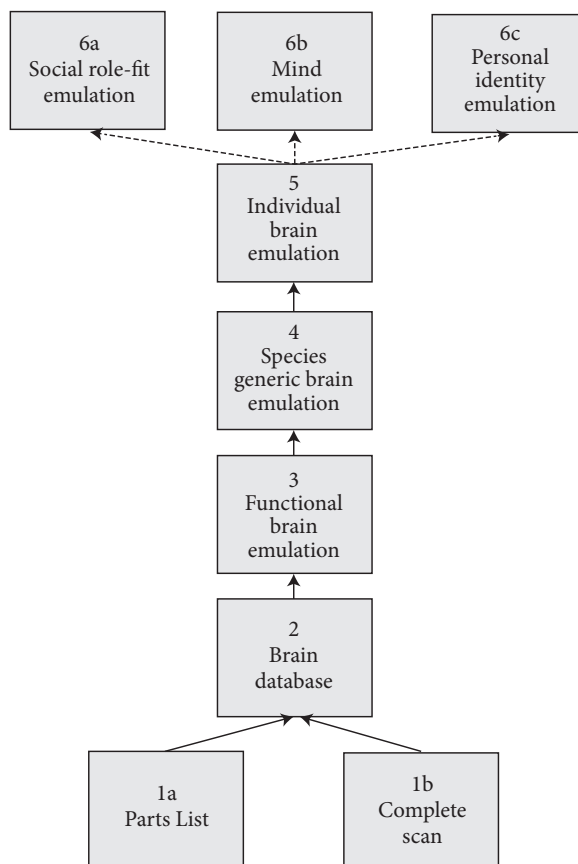 6a
Social role-fit
emulation
6b
Mind
emulation
6c
Personal
identity
emulation
5
Individual
brain
emulation
4
Species
generic brain
emulation
3
Functional
brain
emulation
2
Brain
database
1a
Parts List
1b
Complete
scan